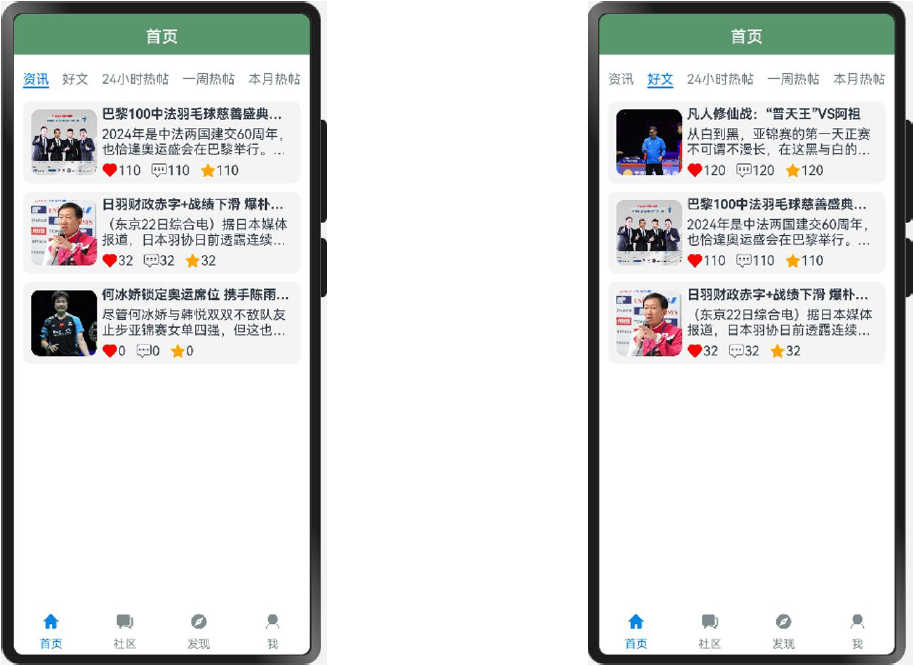 首页
资讯 好文 24小时热帖 一周热帖 本月热帖
巴黎100中法羽毛球慈善盛典...
2024年是中法两国建交60周年，
也恰逢奥运盛会在巴黎举行。...
110 110 110
日羽财政赤字+战绩下滑 爆朴...
（东京22日综合电）据日本媒体
报道，日本羽协日前透露连续...
32 32 32
何冰娇锁定奥运席位 携手陈雨...
尽管何冰娇与韩悦双双不敌队友
止步亚锦赛女单四强，但这也...
0 0 0
首页 社区 发现 我
首页
资讯 好文 24小时热帖 一周热帖 本月热帖
凡人修仙战：“普天王”VS阿祖
从白到黑，亚锦赛的第一天正赛
不可谓不漫长，在这黑与白的...
120 120 120
巴黎100中法羽毛球慈善盛典...
2024年是中法两国建交60周年，
也恰逢奥运盛会在巴黎举行。...
110 110 110
日羽财政赤字+战绩下滑 爆朴...
（东京22日综合电）据日本媒体
报道，日本羽协日前透露连续...
32 32 32
首页 社区 发现 我